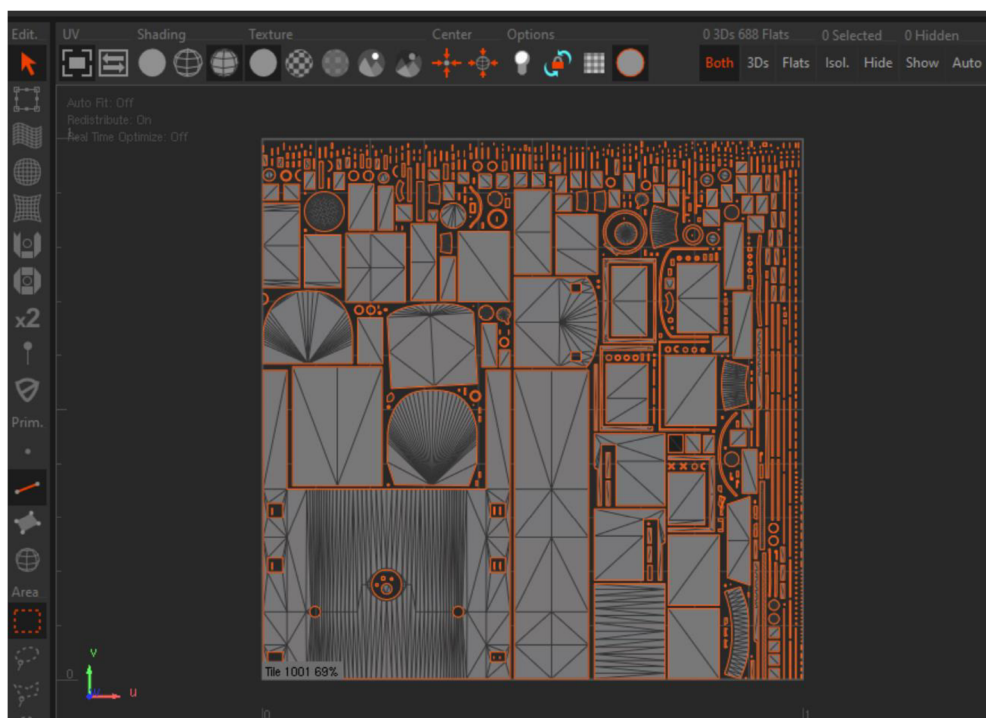 Edit. UV Shading Texture Center Options 0 3Ds 688 Flats 0 Selected 0 Hidden
Both 3Ds Flats Isol. Hide Show Auto
Auto Fit: Off
Redistribute: On
1
Real Time Optimize: Off
x2
Prim.
Area
Tile 1001 69%
0
v
u
0
1